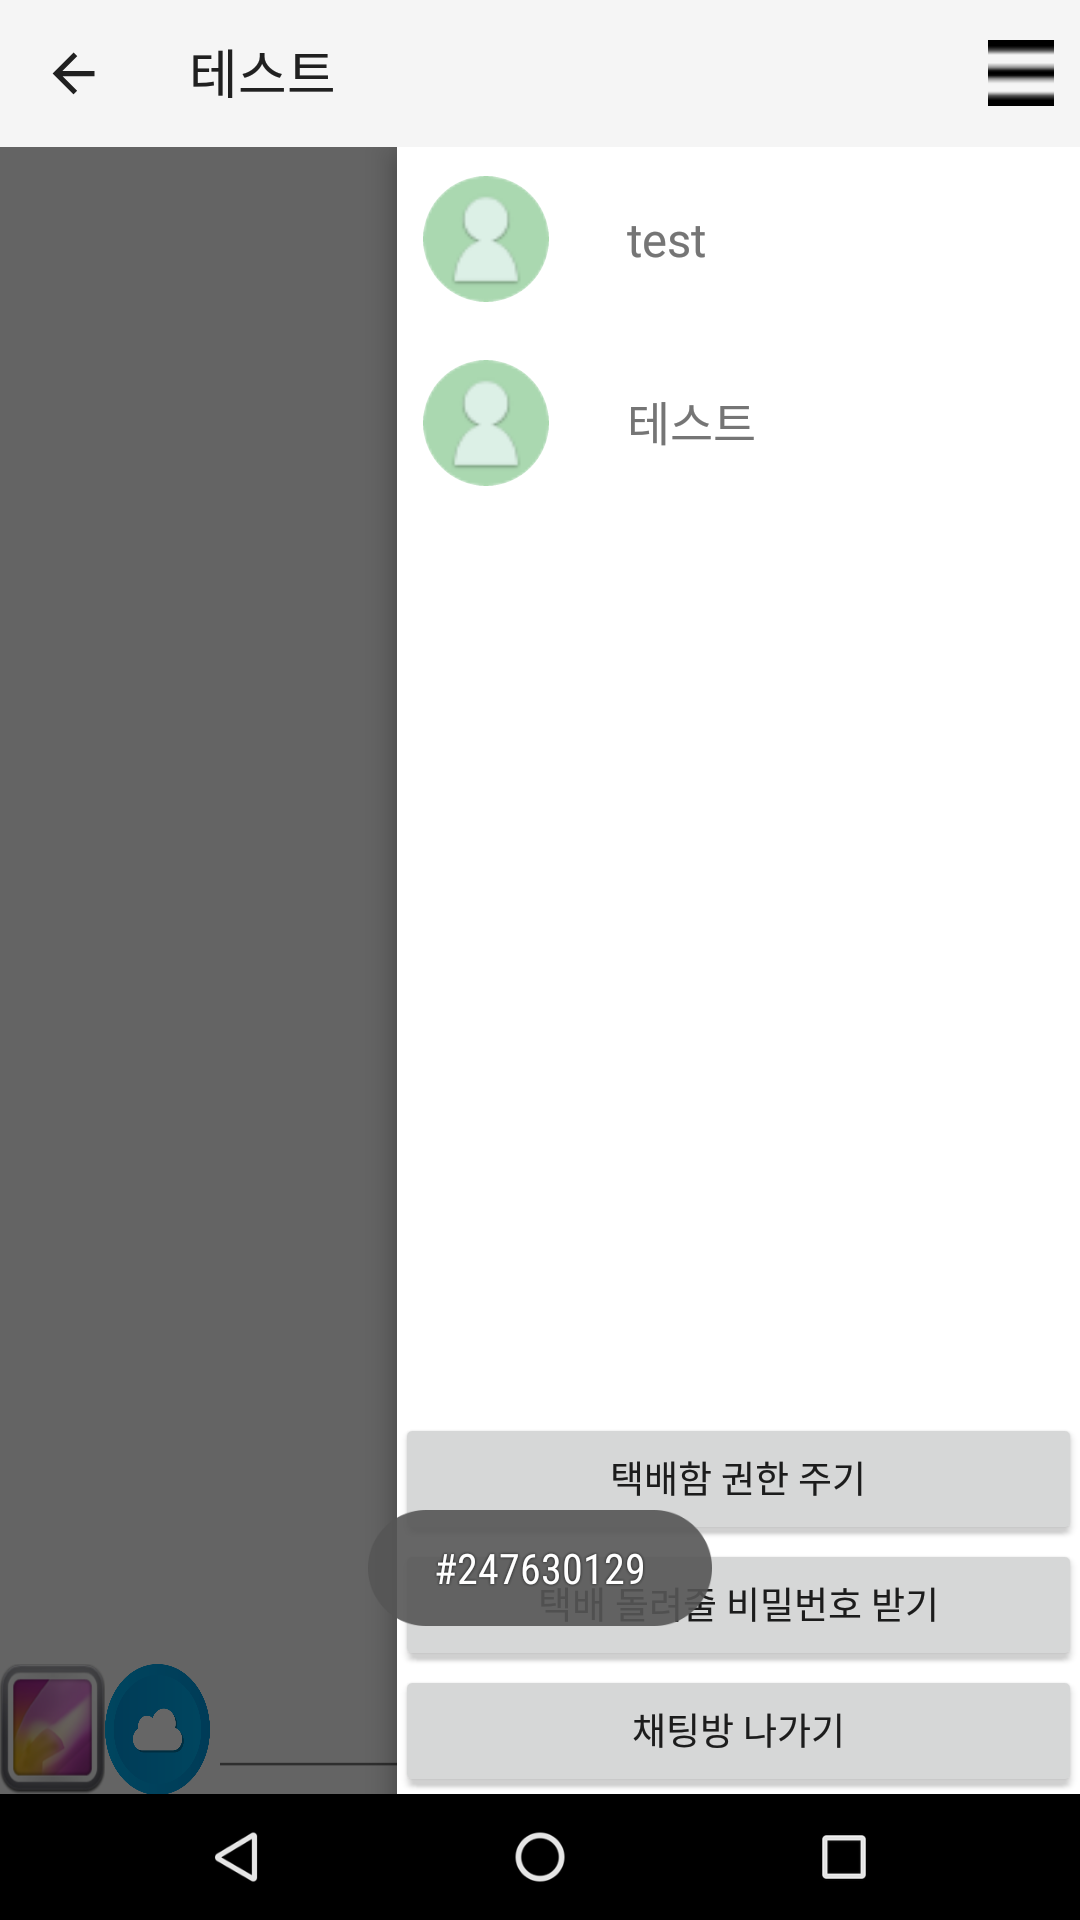 테스트
test
테스트
택배함 권한 주기
#247630129
택배 돌려줄 비밀번호 받기
채팅방 나가기